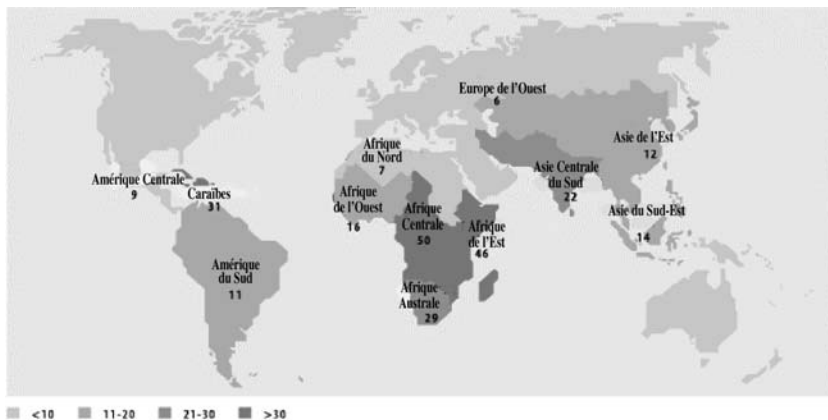 Europe de l'Ouest
6
Afrique
du Nord
7
Asie de l'Est
12
Amérique Centrale
9
Caraïbes
31
Afrique
de l'Ouest
16
Afrique
Centrale
50
Afrique
de l'Est
46
Asie Centrale
du Sud
22
Asie du Sud-Est
14
Amérique
du Sud
11
Afrique
Australe
29
<10 11-20 21-30 >30